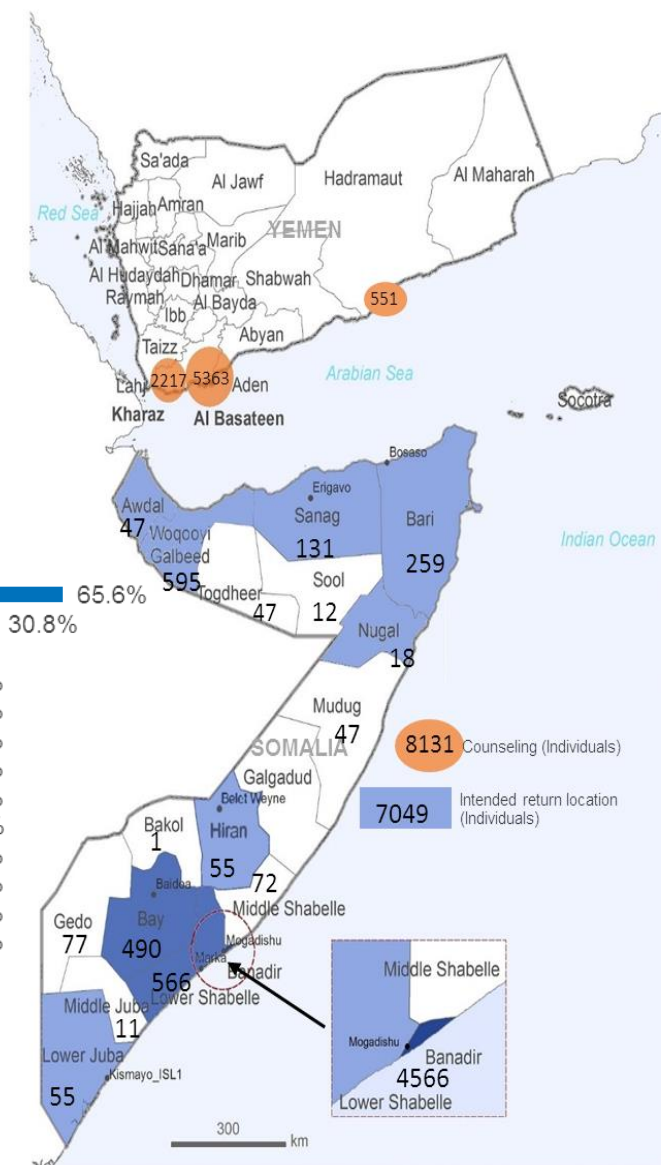 Sa'ada
Al Jawf
Hadramaut
Al Maharah
Red Sea
Hajjah
Amran
YEMEN
Al Mahwit
Sana'a
Marib
Al Hudaydah
Dhamar
Shabwah
Raymah
Al Bayda
Ibb
551
Abyan
Taizz
Arabian Sea
Lahj
2217
5363
Aden
Socotra
Kharaz
Al Basateen
Bosaso
Erigavo
Awdal
Sanag
Bari
47
Woqooyi
Galbeed
131
259
Indian Ocean
595
Togdheer
Sool
65.6%
47
12
30.8%
Nugal
18
Mudug
47
SOMALIA
8131
Counseling (Individuals)
Galgadud
Belet Weyne
7049
Intended return location
(Individuals)
Bakol
Hiran
1
55
72
Baidoa
Middle Shabelle
Gedo
Bay
77
490
Mogadishu
Marka
Banadir
566
Lower Shabelle
Middle Juba
11
Lower Juba
Kismayo_ISL1
55
Middle Shabelle
Mogadishu
Banadir
4566
Lower Shabelle
300
km